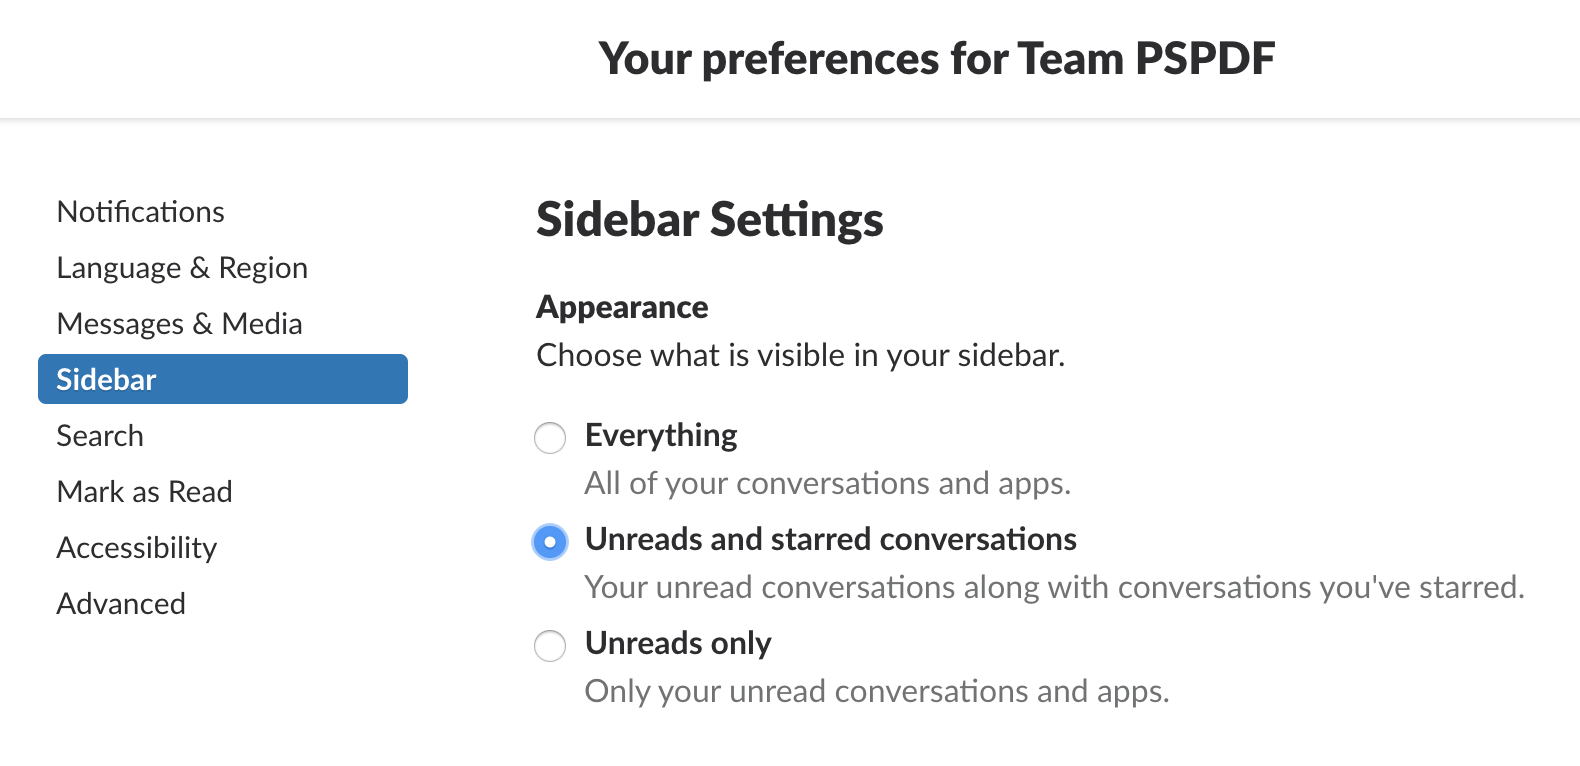 Your preferences for Team PSPDF
Notifications
Language & Region
Messages & Media
Sidebar
Search
Mark as Read
Accessibility
Advanced
Sidebar Settings
Appearance
Choose what is visible in your sidebar.
Everything
All of your conversations and apps.
Unreads and starred conversations
Your unread conversations along with conversations you've starred.
Unreads only
Only your unread conversations and apps.